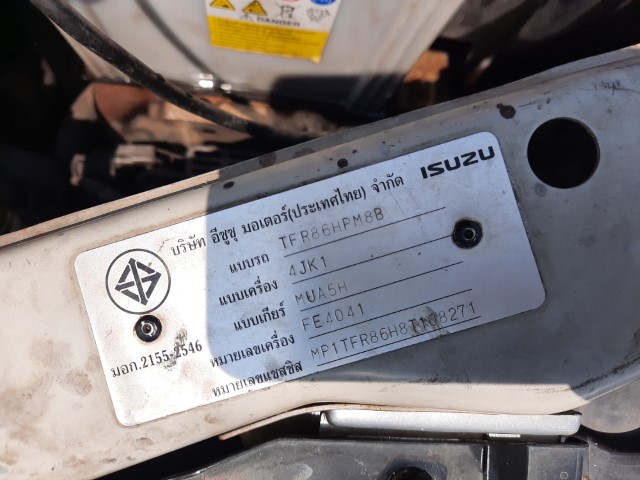 DANGER
ISUZU
บริษัท อีซูซุ มอเตอร์(ประเทศไทย) จำกัด
แบบรถ TFR86HPM8B
แบบเครื่อง 4JK1
แบบเกียร์ MUA5H
หมายเลขเครื่อง FE4041
หมายเลขแชสซิส
มอก.2155-2546